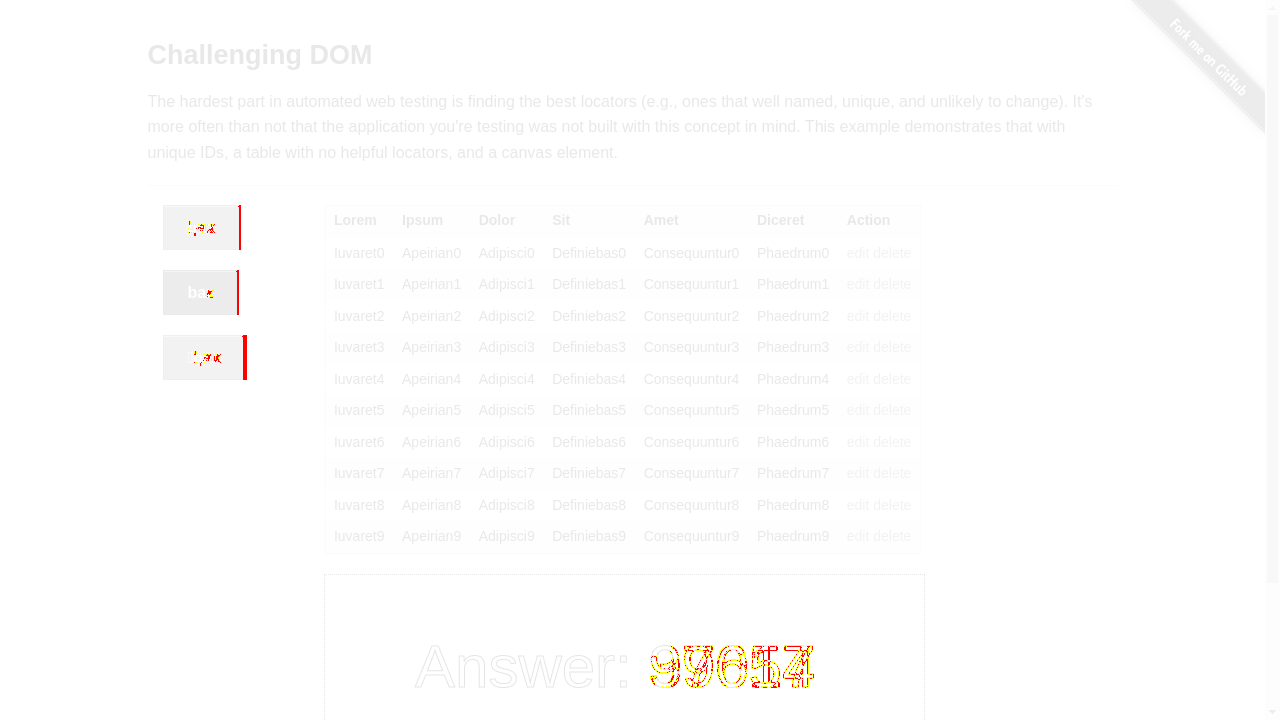 Fork me on GitHub
Challenging DOM
The hardest part in automated web testing is finding the best locators (e.g., ones that well named, unique, and unlikely to change). It's
more often than not that the application you're testing was not built with this concept in mind. This example demonstrates that with
unique IDs, a table with no helpful locators, and a canvas element.
Lorem Ipsum Dolor Sit Amet Diceret Action
Iuvaret0 Apeirian0 Adipisci0 Definiebas0 Consequuntur0 Phaedrum0 edit delete
Iuvaret1 Apeirian1 Adipisci1 Definiebas1 Consequuntur1 Phaedrum1 edit delete
Iuvaret2 Apeirian2 Adipisci2 Definiebas2 Consequuntur2 Phaedrum2 edit delete
Iuvaret3 Apeirian3 Adipisci3 Definiebas3 Consequuntur3 Phaedrum3 edit delete
Iuvaret4 Apeirian4 Adipisci4 Definiebas4 Consequuntur4 Phaedrum4 edit delete
Iuvaret5 Apeirian5 Adipisci5 Definiebas5 Consequuntur5 Phaedrum5 edit delete
Iuvaret6 Apeirian6 Adipisci6 Definiebas6 Consequuntur6 Phaedrum6 edit delete
Iuvaret7 Apeirian7 Adipisci7 Definiebas7 Consequuntur7 Phaedrum7 edit delete
Iuvaret8 Apeirian8 Adipisci8 Definiebas8 Consequuntur8 Phaedrum8 edit delete
Iuvaret9 Apeirian9 Adipisci9 Definiebas9 Consequuntur9 Phaedrum9 edit delete
Answer: